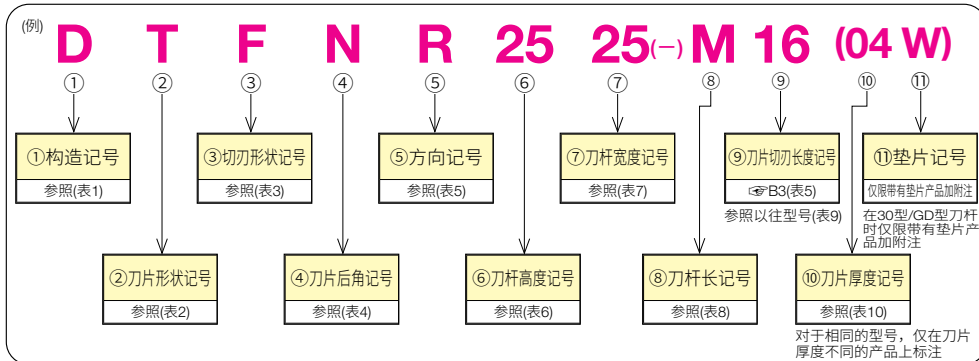 (例)
D T F N R 25 25(−) M 16 (04 W)
① ② ③ ④ ⑤ ⑥ ⑦ ⑧ ⑨ ⑩ ⑪
①构造记号
参照(表1)
③切刃形状记号
参照(表3)
⑤方向记号
参照(表5)
⑦刀杆宽度记号
参照(表7)
⑨刀片切刃长度记号
☞B3(表5)
参照以往型号(表9)
⑪垫片记号
仅限带有垫片产品加附注
在30型/GD型刀杆
时仅限带有垫片产
品加附注
②刀片形状记号
参照(表2)
④刀片后角记号
参照(表4)
⑥刀杆高度记号
参照(表6)
⑧刀杆长记号
参照(表8)
⑩刀片厚度记号
参照(表10)
对于相同的型号，仅在刀片
厚度不同的产品上标注